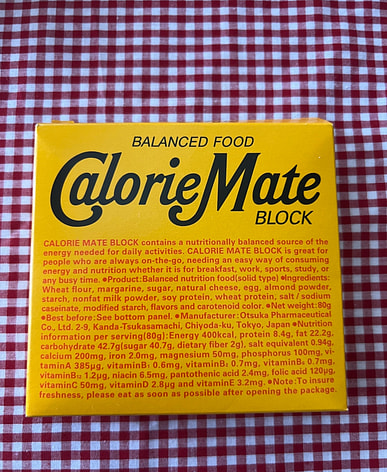 BALANCED FOOD
CalorieMate
BLOCK
CALORIE MATE BLOCK contains a nutritionally balanced source of the
energy needed for daily activities. CALORIE MATE BLOCK is great for
people who are always on-the-go, needing an easy way of consuming
energy and nutrition whether it is for breakfast, work, sports, study, or
any busy time. ●Product:Balanced nutrition food(solid type) ●Ingredients:
Wheat flour, margarine, sugar, natural cheese, egg, almond powder,
starch, nonfat milk powder, soy protein, wheat protein, salt / sodium
caseinate, modified starch, flavors and carotenoid color. ●Net weight:80g
●Best before: See bottom panel. ●Manufacturer: Otsuka Pharmaceutical
Co., Ltd. 2-9, Kanda-Tsukasamachi, Chiyoda-ku, Tokyo, Japan ●Nutrition
information per serving(80g):Energy 400kcal, protein 8.4g, fat 22.2g,
carbohydrate 42.7g(sugar 40.7g, dietary fiber 2g), salt equivalent 0.94g,
calcium 200mg, iron 2.0mg, magnesium 50mg, phosphorus 100mg, vi-
taminA 385μg, vitaminB₁ 0.6mg, vitaminB₂ 0.7mg, vitaminB₆ 0.7mg,
vitaminB₁₂ 1.2μg, niacin 6.5mg, pantothenic acid 2.4mg, folic acid 120μg,
vitaminC 50mg, vitaminD 2.8μg and vitaminE 3.2mg. ●Note:To insure
freshness, please eat as soon as possible after opening the package.